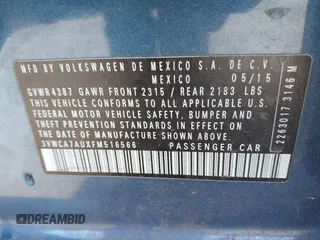 MFD BY VOLKSWAGEN DE MEXICO S.A. DE C.V.
MEXICO 05/15
GVWR4387 GAWR FRONT 2315 / REAR 2183 LBS
THIS VEHICLE CONFORMS TO ALL APPLICABLE U.S.
FEDERAL MOTOR VEHICLE SAFETY, BUMPER AND
THEFT PREVENTION STANDARDS IN EFFECT ON THE
DATE OF MANUFACTURE SHOWN ABOVE.
3VWCA7AUXFM516566 PASSENGER CAR
2263017 3146 M
© DREAMBID